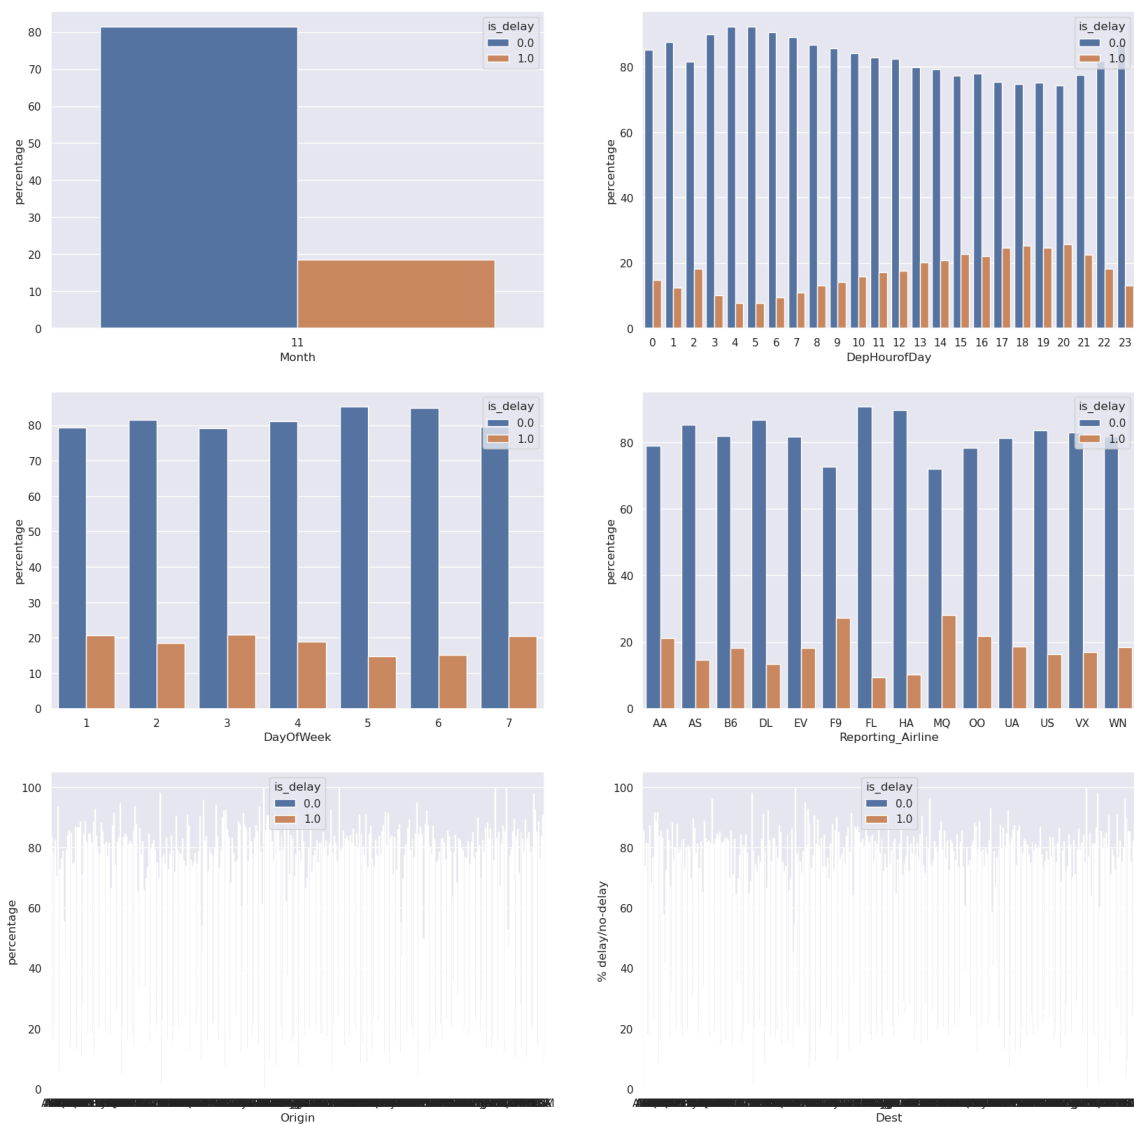 is_delay
0.0
1.0
80
70
60
50
40
30
20
10
0
percentage
11
Month
is_delay
0.0
1.0
80
60
40
20
0
percentage
0 1 2 3 4 5 6 7 8 9 10 11 12 13 14 15 16 17 18 19 20 21 22 23
DepHourofDay
is_delay
0.0
1.0
80
70
60
50
40
30
20
10
0
percentage
1 2 3 4 5 6 7
DayOfWeek
is_delay
0.0
1.0
80
60
40
20
0
percentage
AA AS B6 DL EV F9 FL HA MQ OO UA US VX WN
Reporting_Airline
is_delay
0.0
1.0
100
80
60
40
20
0
percentage
Origin
is_delay
0.0
1.0
100
80
60
40
20
0
% delay/no-delay
Dest